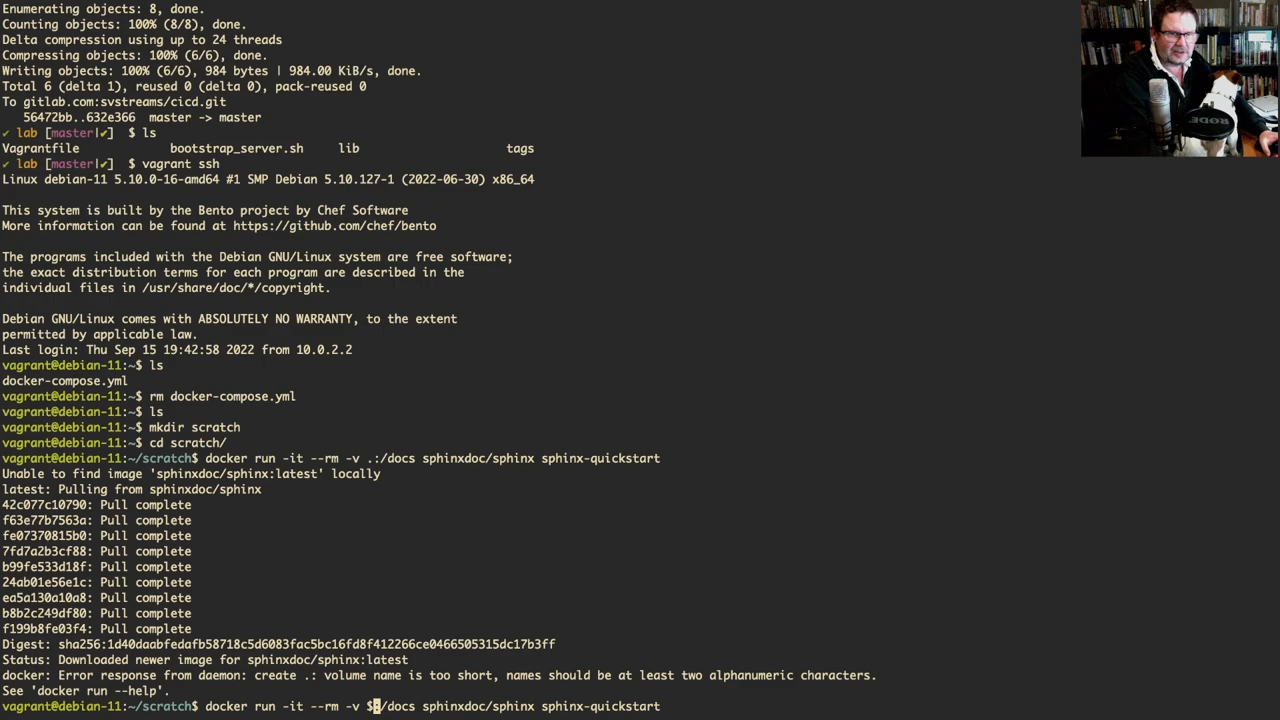 Enumerating objects: 8, done.
Counting objects: 100% (8/8), done.
Delta compression using up to 24 threads
Compressing objects: 100% (6/6), done.
Writing objects: 100% (6/6), 984 bytes | 984.00 KiB/s, done.
Total 6 (delta 1), reused 0 (delta 0), pack-reused 0
To gitlab.com:svstreams/cicd.git
56472bb..632e366  master -> master
✔ lab [master|✔]  $ ls
Vagrantfile bootstrap_server.sh lib tags
✔ lab [master|✔]  $ vagrant ssh
Linux debian-11 5.10.0-16-amd64 #1 SMP Debian 5.10.127-1 (2022-06-30) x86_64
This system is built by the Bento project by Chef Software
More information can be found at https://github.com/chef/bento
The programs included with the Debian GNU/Linux system are free software;
the exact distribution terms for each program are described in the
individual files in /usr/share/doc/*/copyright.
Debian GNU/Linux comes with ABSOLUTELY NO WARRANTY, to the extent
permitted by applicable law.
Last login: Thu Sep 15 19:42:58 2022 from 10.0.2.2
vagrant@debian-11:~$ ls
docker-compose.yml
vagrant@debian-11:~$ rm docker-compose.yml
vagrant@debian-11:~$ ls
vagrant@debian-11:~$ mkdir scratch
vagrant@debian-11:~$ cd scratch/
vagrant@debian-11:~/scratch$ docker run -it --rm -v .:/docs sphinxdoc/sphinx sphinx-quickstart
Unable to find image 'sphinxdoc/sphinx:latest' locally
latest: Pulling from sphinxdoc/sphinx
42c077c10790: Pull complete
f63e77b7563a: Pull complete
fe07370815b0: Pull complete
7fd7a2b3cf88: Pull complete
b99fe533d18f: Pull complete
24ab01e56e1c: Pull complete
ea5a130a10a8: Pull complete
b8b2c249df80: Pull complete
f199b8fe03f4: Pull complete
Digest: sha256:1d40daabfedafb58718c5d6083fac5bc16fd8f412266ce0466505315dc17b3ff
Status: Downloaded newer image for sphinxdoc/sphinx:latest
docker: Error response from daemon: create .: volume name is too short, names should be at least two alphanumeric characters.
See 'docker run --help'.
vagrant@debian-11:~/scratch$ docker run -it --rm -v $:/docs sphinxdoc/sphinx sphinx-quickstart
RODE